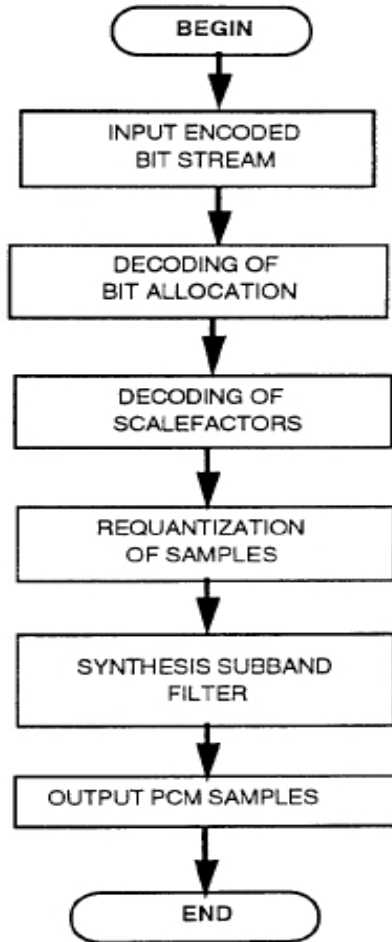 BEGIN
INPUT ENCODED
BIT STREAM
DECODING OF
BIT ALLOCATION
DECODING OF
SCALEFACTORS
REQUANTIZATION
OF SAMPLES
SYNTHESIS SUBBAND
FILTER
OUTPUT PCM SAMPLES
END